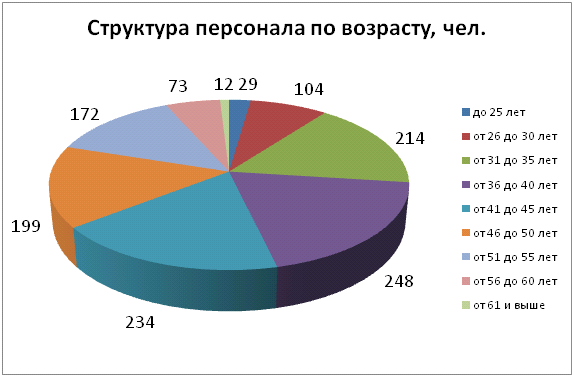 Структура персонала по возрасту, чел.
12 29
73
104
172
214
199
248
234
до 25 лет
от 26 до 30 лет
от 31 до 35 лет
от 36 до 40 лет
от 41 до 45 лет
от 46 до 50 лет
от 51 до 55 лет
от 56 до 60 лет
от 61 и выше